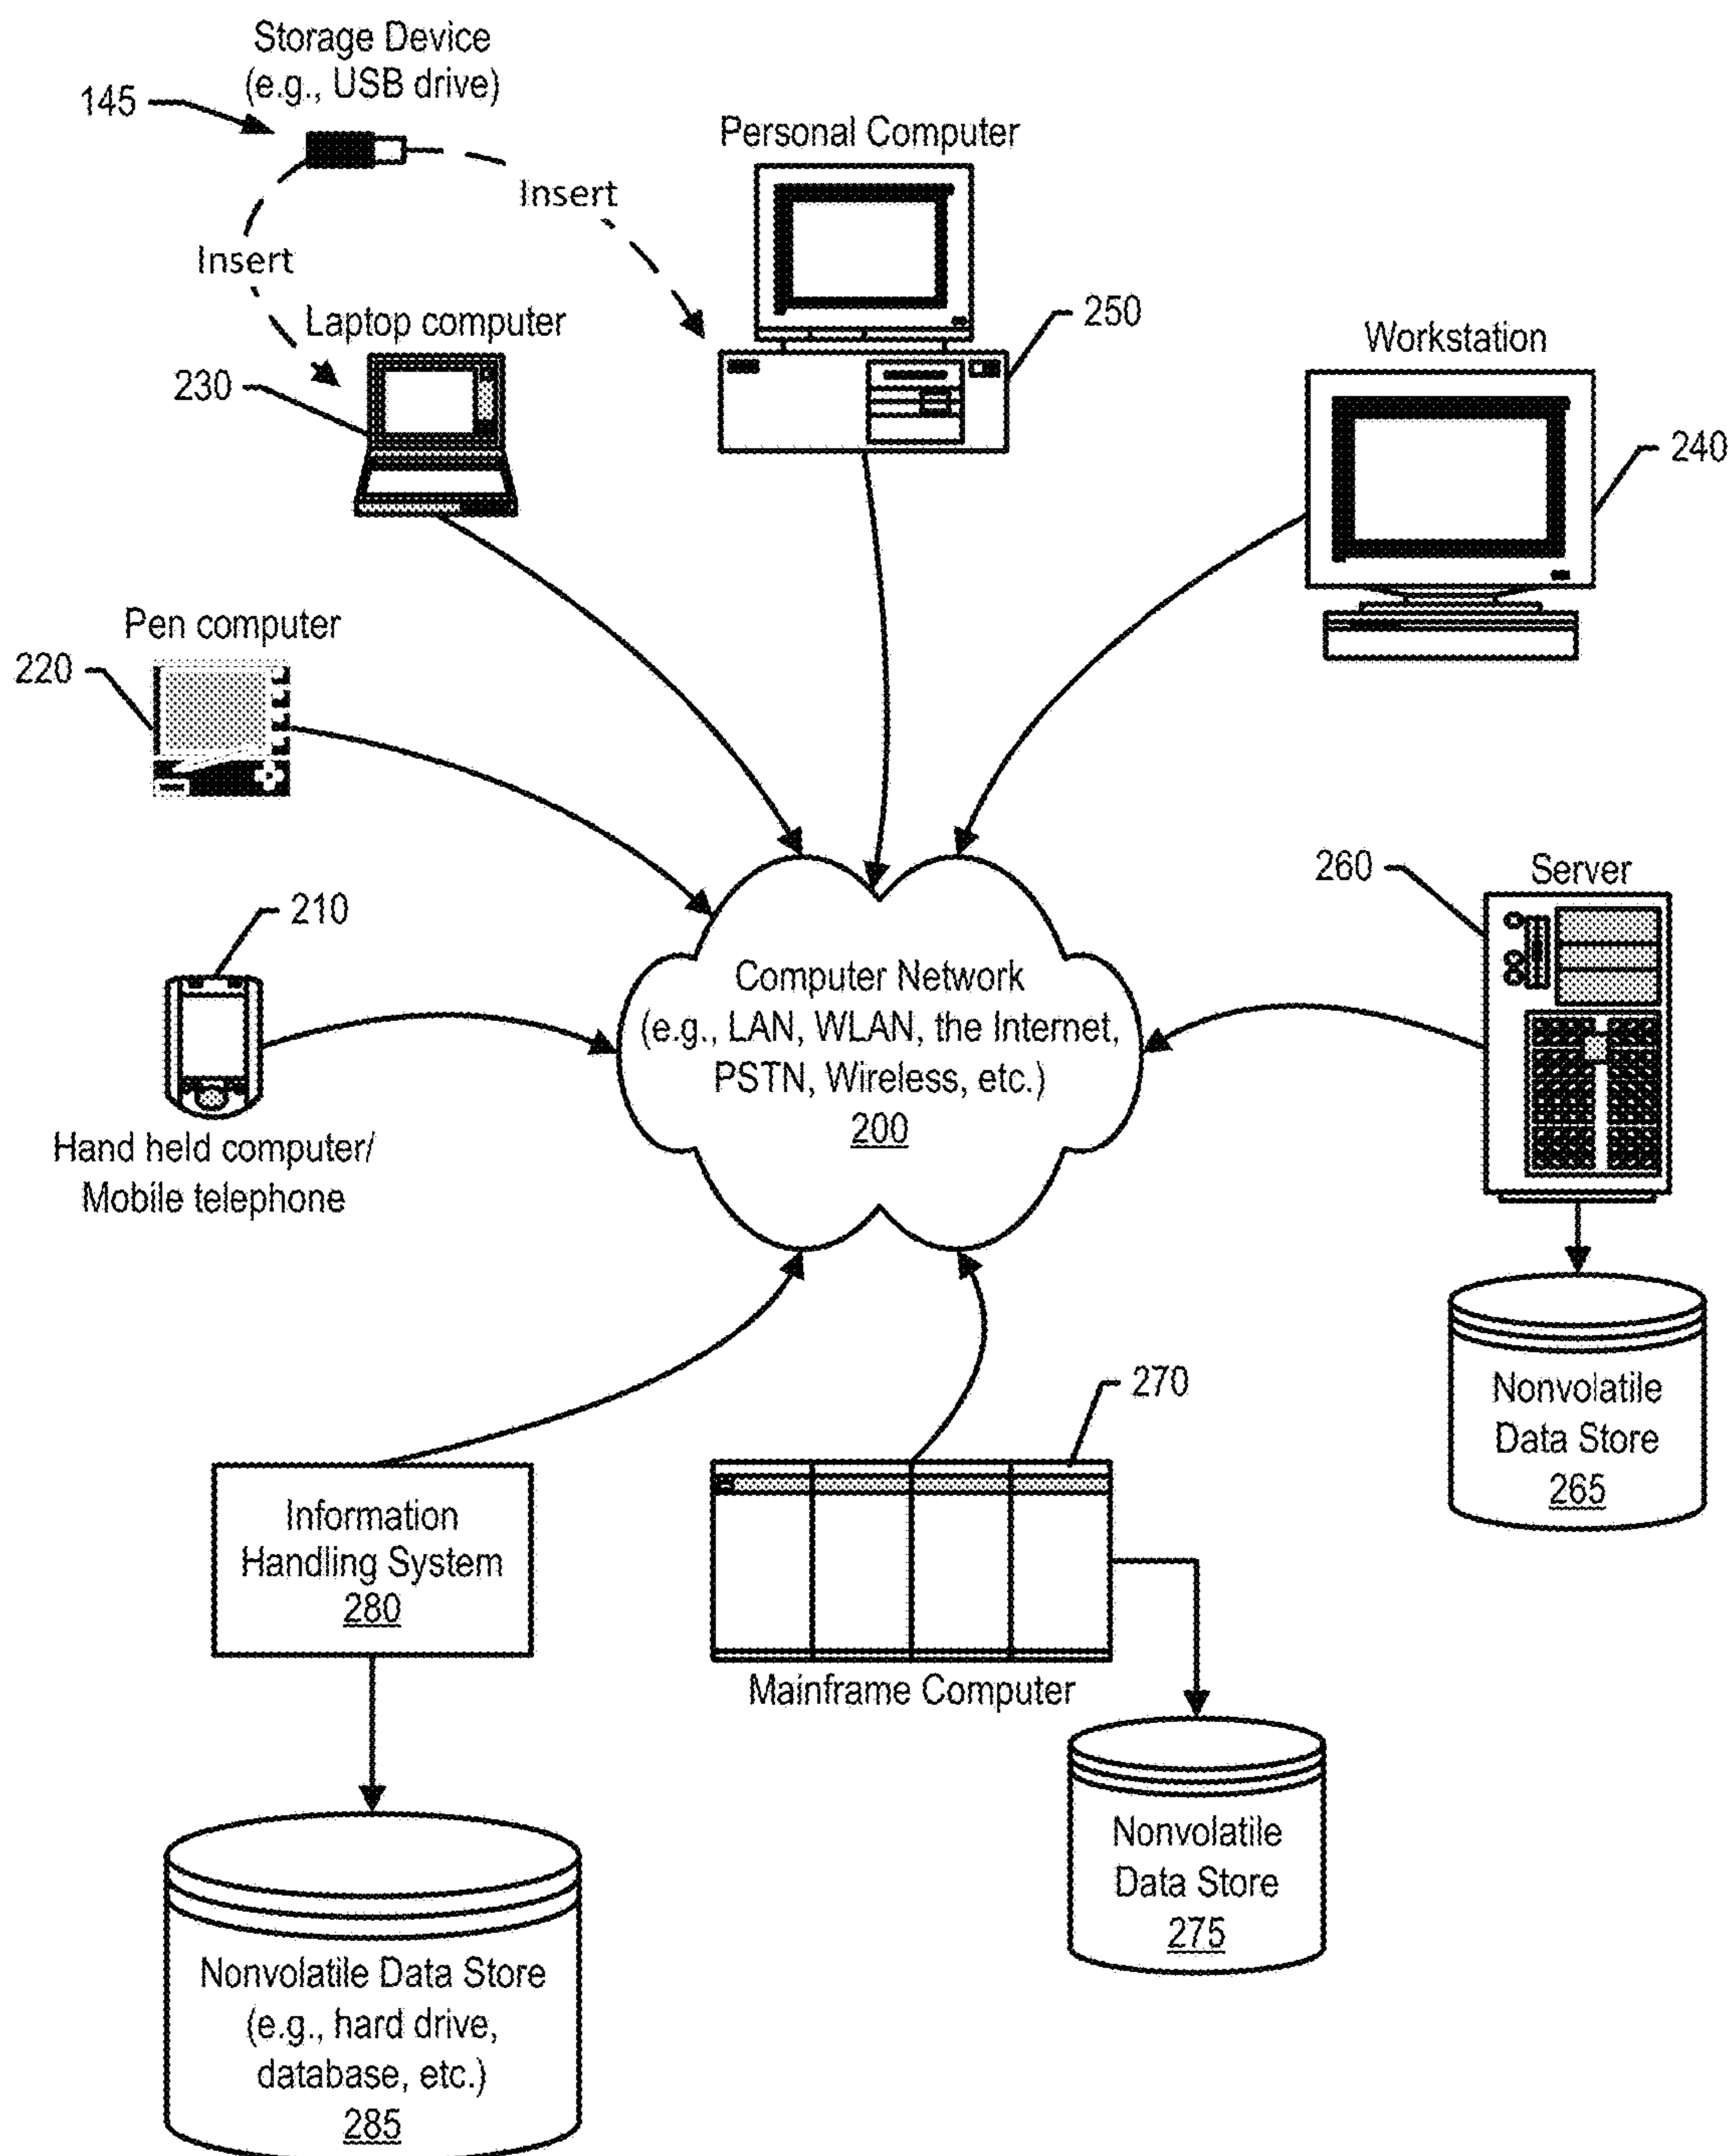 Storage Device
(e.g., USB drive)
145
Personal Computer
Insert
Insert
Laptop computer
250
Workstation
230
240
Pen computer
220
260
Server
210
Computer Network
(e.g., LAN, WLAN, the Internet,
PSTN, Wireless, etc.)
200
Hand held computer/
Mobile telephone
270
Nonvolatile
Data Store
265
Information
Handling System
280
Mainframe Computer
Nonvolatile
Data Store
275
Nonvolatile Data Store
(e.g., hard drive,
database, etc.)
285